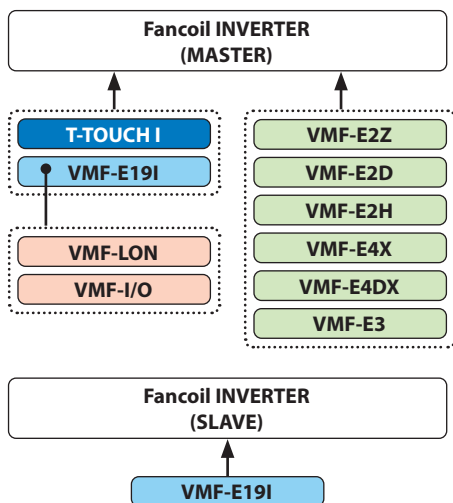 Fancoil INVERTER
(MASTER)
T-TOUCH I
VMF-E19I
VMF-LON
VMF-I/O
VMF-E2Z
VMF-E2D
VMF-E2H
VMF-E4X
VMF-E4DX
VMF-E3
Fancoil INVERTER
(SLAVE)
VMF-E19I